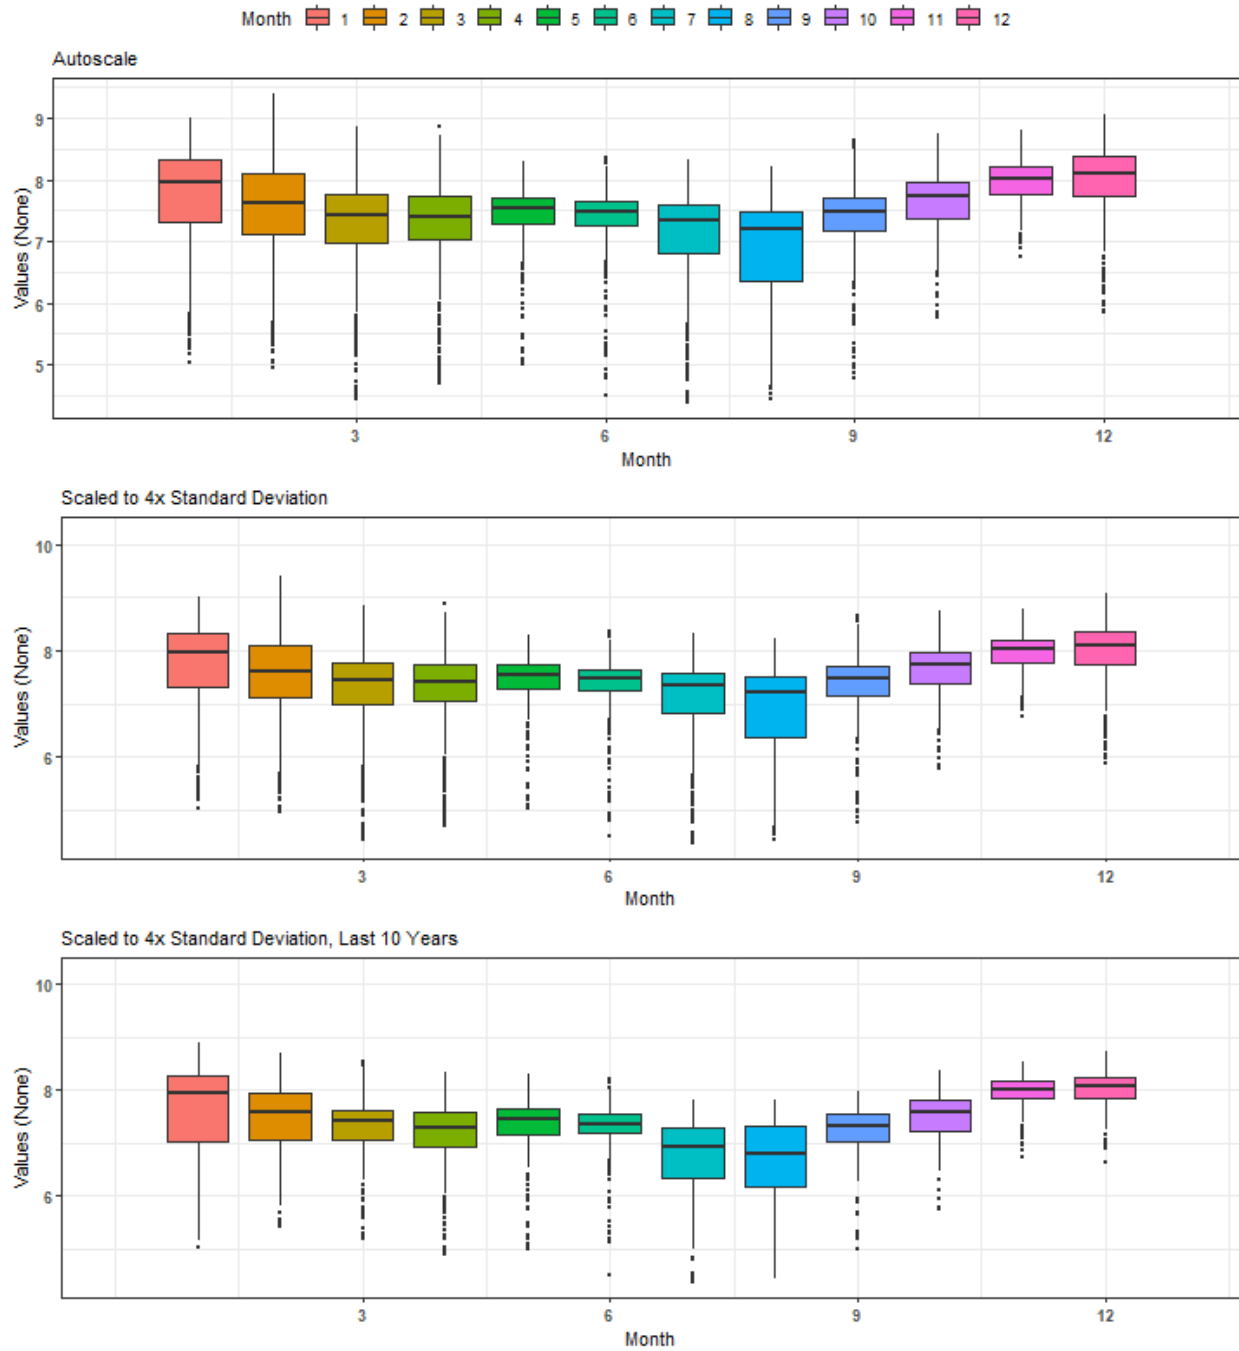 Month 1 2 3 4 5 6 7 8 9 10 11 12
Autoscale
Values (None)
9
8
7
6
5
3 6 9 12
Month
Scaled to 4x Standard Deviation
Values (None)
10
8
6
3 6 9 12
Month
Scaled to 4x Standard Deviation, Last 10 Years
Values (None)
10
8
6
3 6 9 12
Month